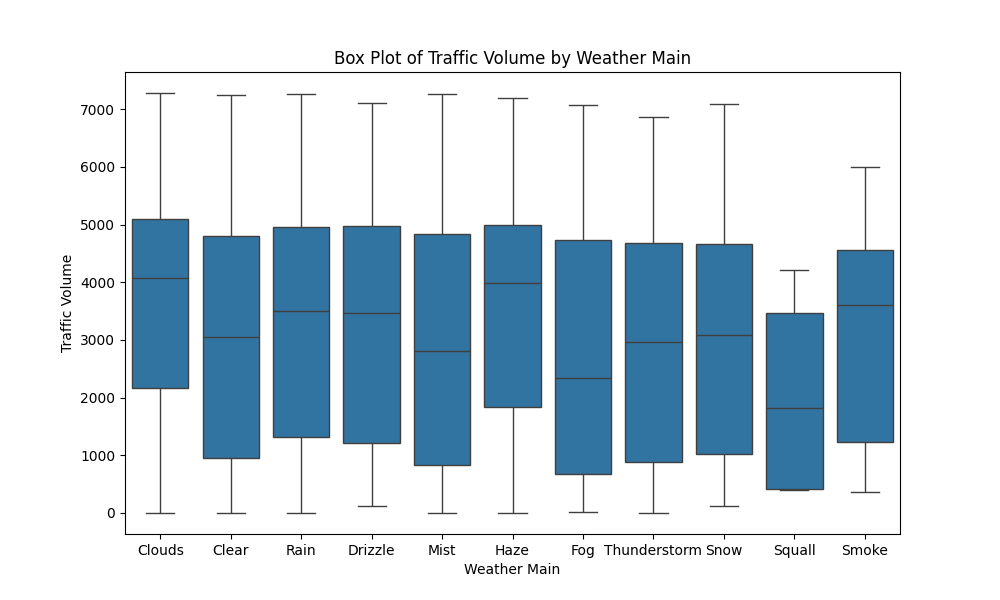 Box Plot of Traffic Volume by Weather Main
7000
6000
5000
4000
3000
2000
1000
0
Traffic Volume
Clouds Clear Rain Drizzle Mist Haze Fog Thunderstorm Snow Squall Smoke
Weather Main